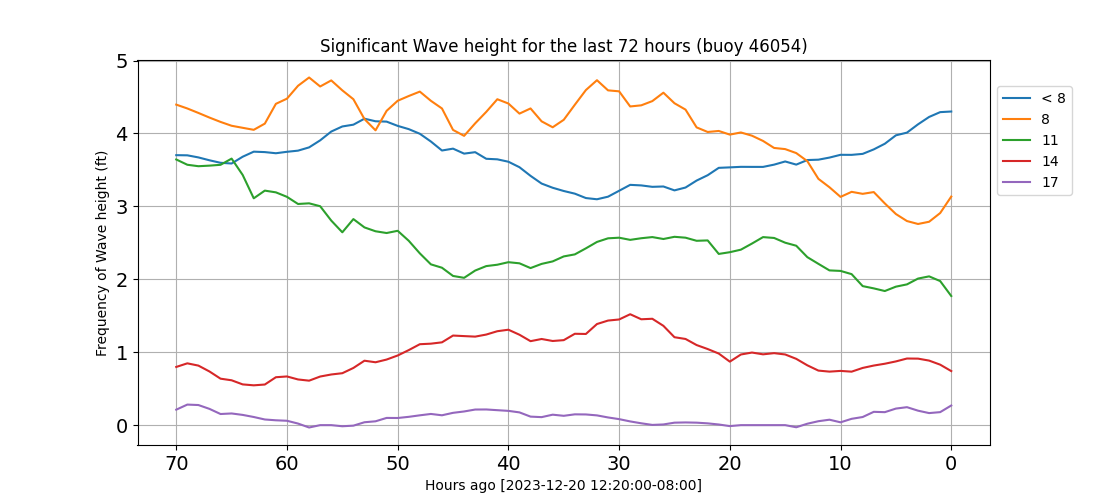 Significant Wave height for the last 72 hours (buoy 46054)
Frequency of Wave height (ft)
5
4
3
2
1
0
70 60 50 40 30 20 10 0
Hours ago [2023-12-20 12:20:00-08:00]
< 8
8
11
14
17